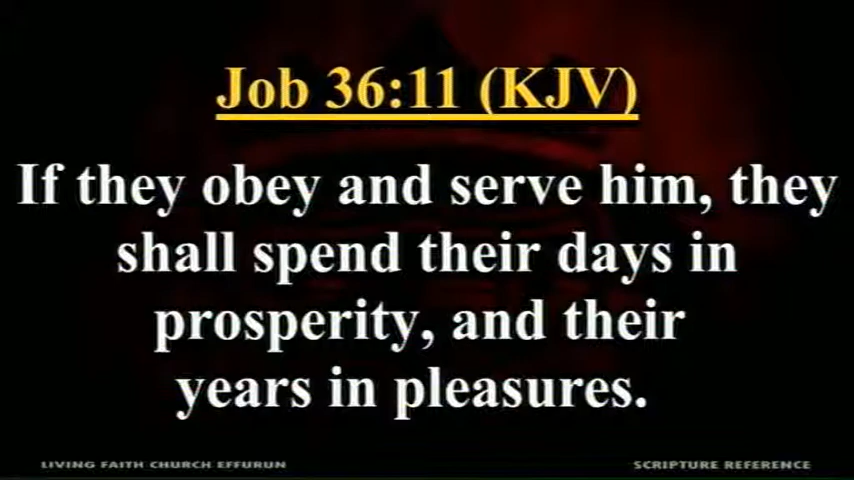 Job 36:11 (KJV)
If they obey and serve him, they
shall spend their days in
prosperity, and their
years in pleasures.
LIVING FAITH CHURCH EFFURUN
SCRIPTURE REFERENCE